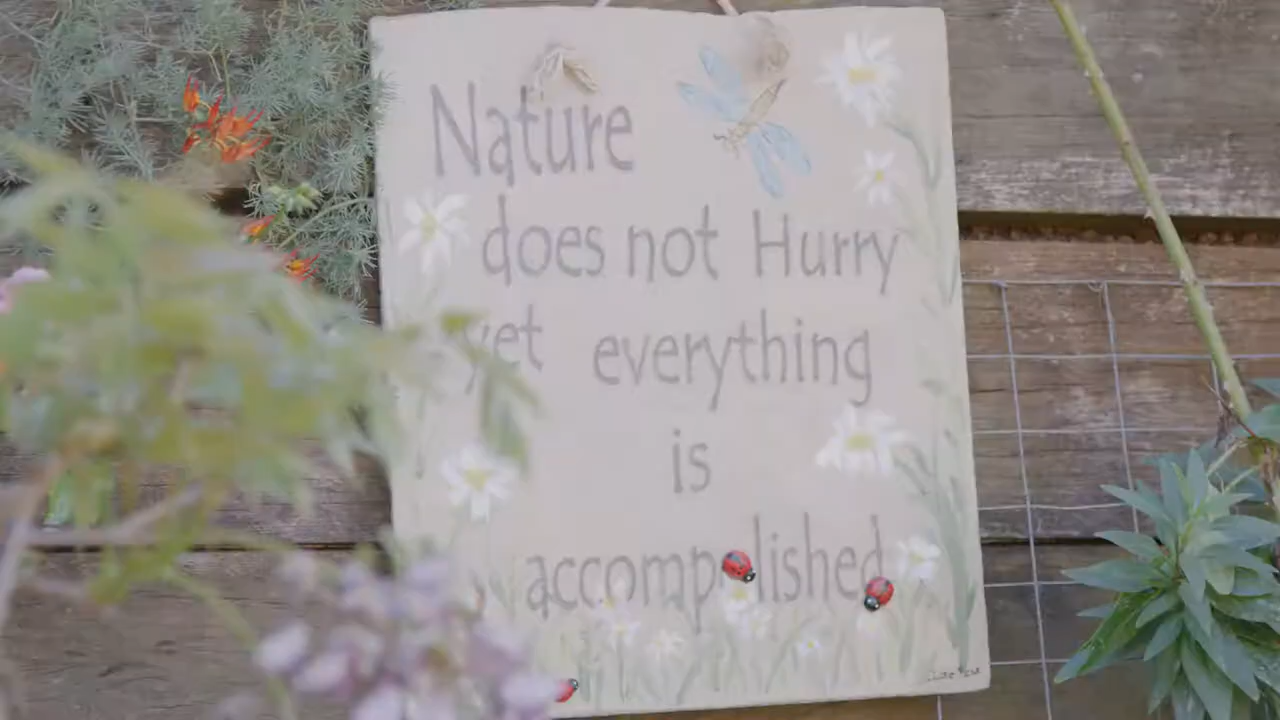 Nature
does not Hurry
yet everything
is
accomplished